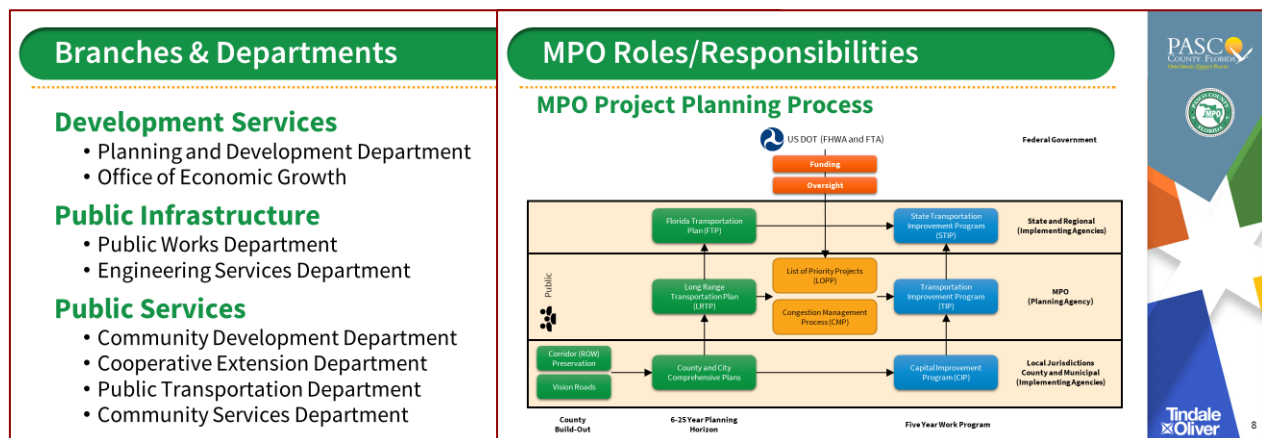 Branches & Departments
Development Services
• Planning and Development Department
• Office of Economic Growth
Public Infrastructure
• Public Works Department
• Engineering Services Department
Public Services
• Community Development Department
• Cooperative Extension Department
• Public Transportation Department
• Community Services Department
MPO Roles/Responsibilities
MPO Project Planning Process
US DOT (FHWA and FTA)
Federal Government
Funding
Oversight
Florida Transportation
Plan (FTP)
State Transportation
Improvement Program
(STIP)
State and Regional
(Implementing Agencies)
Public
Long Range
Transportation Plan
(LRTP)
List of Priority Projects
(LOPP)
Congestion Management
Process (CMP)
Transportation
Improvement Program
(TIP)
MPO
(Planning Agency)
Corridor (ROW)
Preservation
Vision Roads
County and City
Comprehensive Plans
Capital Improvement
Program (CIP)
Local Jurisdictions
County and Municipal
(Implementing Agencies)
County
Build-Out
6-25 Year Planning
Horizon
Five Year Work Program
PASCO
COUNTY FLORIDA
PASCO COUNTY
MPO
FLORIDA
Tindale
Oliver
8